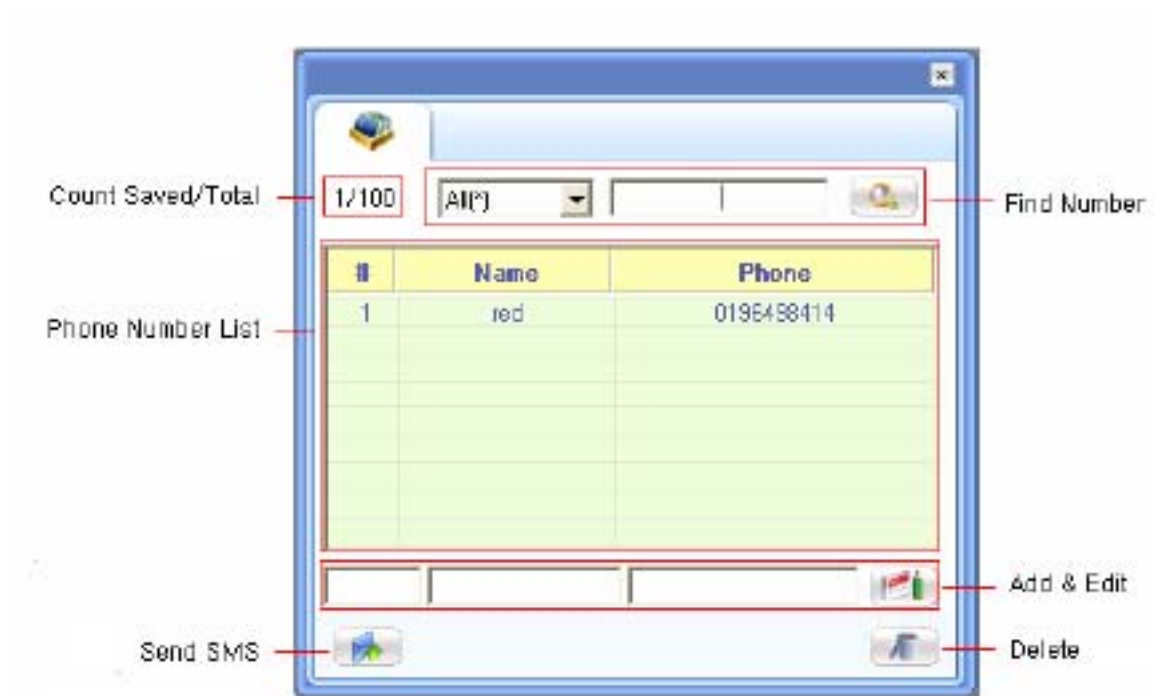 Count Saved/Total
1/100
All(*)
Find Number
# Name Phone
1 red 0196498414
Phone Number List
Add & Edit
Send SMS
Delete